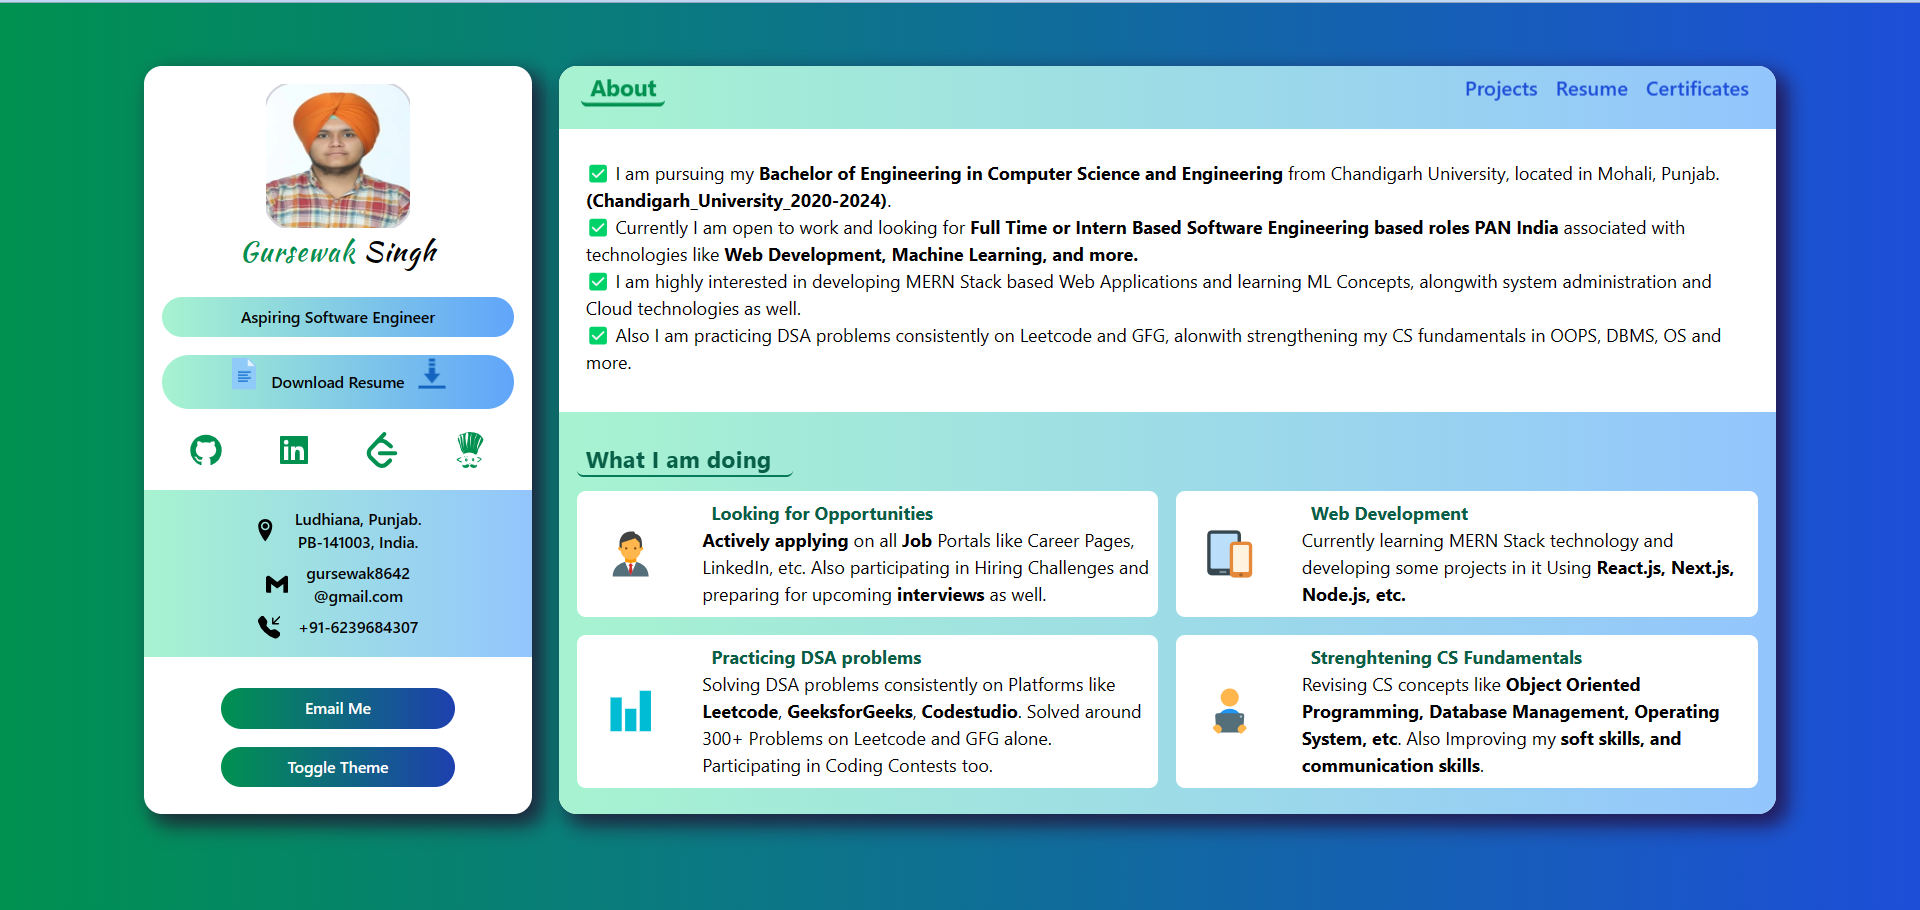 Gursewak Singh
Aspiring Software Engineer
Download Resume
Ludhiana, Punjab.
PB-141003, India.
gursewak8642
@gmail.com
+91-6239684307
Email Me
Toggle Theme
About
Projects Resume Certificates
✅ I am pursuing my Bachelor of Engineering in Computer Science and Engineering from Chandigarh University, located in Mohali, Punjab.
(Chandigarh_University_2020-2024).
✅ Currently I am open to work and looking for Full Time or Intern Based Software Engineering based roles PAN India associated with
technologies like Web Development, Machine Learning, and more.
✅ I am highly interested in developing MERN Stack based Web Applications and learning ML Concepts, alongwith system administration and
Cloud technologies as well.
✅ Also I am practicing DSA problems consistently on Leetcode and GFG, alonwith strengthening my CS fundamentals in OOPS, DBMS, OS and
more.
What I am doing
Looking for Opportunities
Actively applying on all Job Portals like Career Pages,
LinkedIn, etc. Also participating in Hiring Challenges and
preparing for upcoming interviews as well.
Web Development
Currently learning MERN Stack technology and
developing some projects in it Using React.js, Next.js,
Node.js, etc.
Practicing DSA problems
Solving DSA problems consistently on Platforms like
Leetcode, GeeksforGeeks, Codestudio. Solved around
300+ Problems on Leetcode and GFG alone.
Participating in Coding Contests too.
Strenghtening CS Fundamentals
Revising CS concepts like Object Oriented
Programming, Database Management, Operating
System, etc. Also Improving my soft skills, and
communication skills.